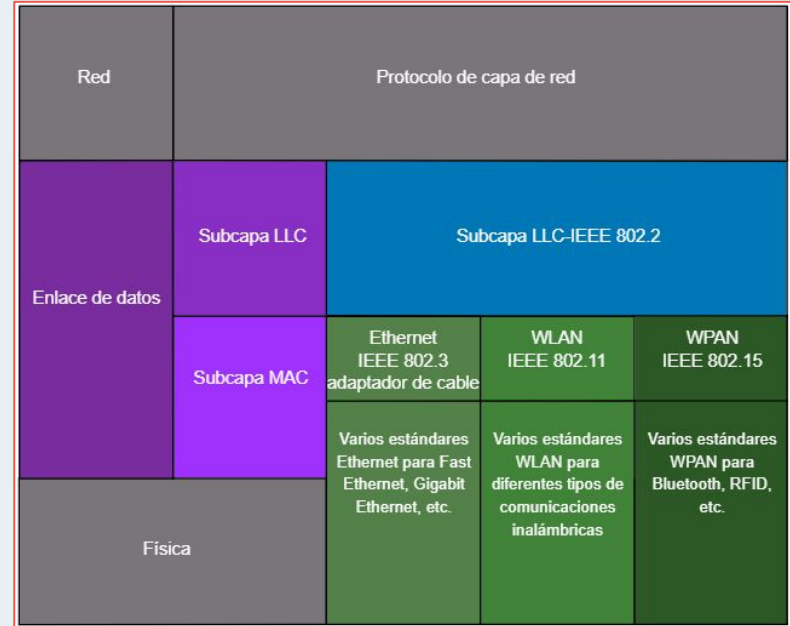 Red
Protocolo de capa de red
Enlace de datos
Subcapa LLC
Subcapa LLC-IEEE 802.2
Subcapa MAC
Ethernet
IEEE 802.3
adaptador de cable
WLAN
IEEE 802.11
WPAN
IEEE 802.15
Varios estándares
Ethernet para Fast
Ethernet, Gigabit
Ethernet, etc.
Varios estándares
WLAN para
diferentes tipos de
comunicaciones
inalámbricas
Varios estándares
WPAN para
Bluetooth, RFID,
etc.
Física